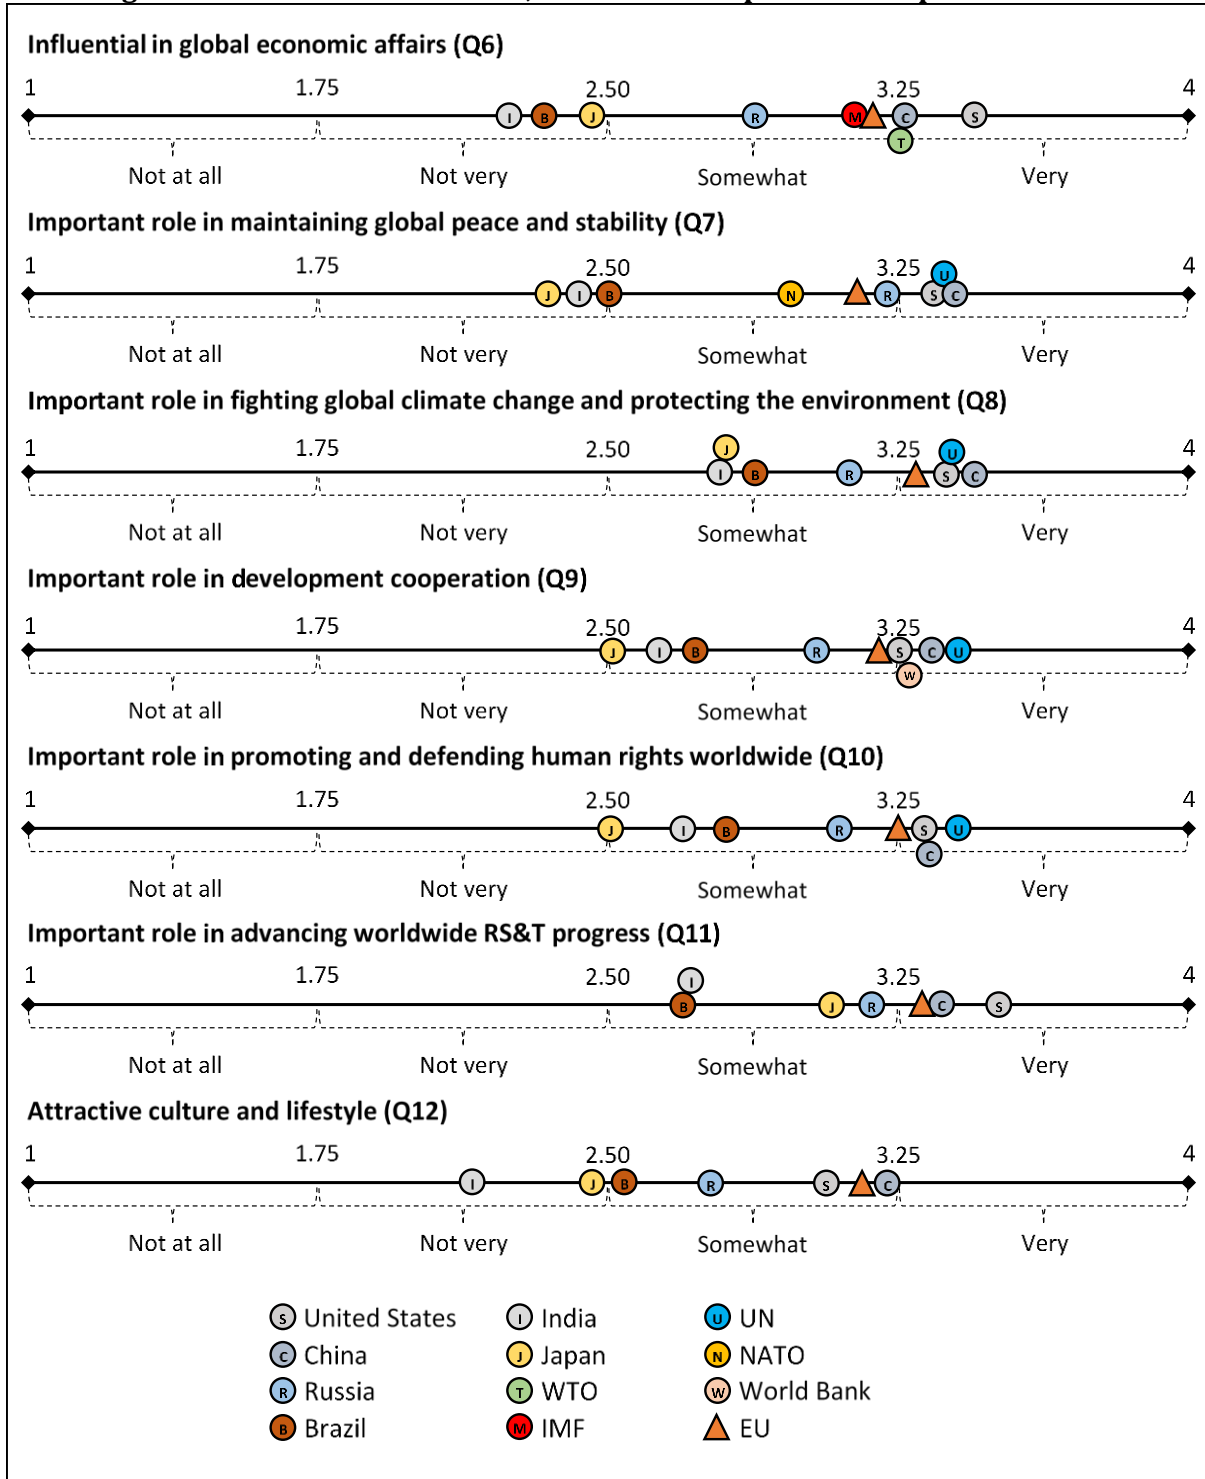 Influential in global economic affairs (Q6)
1 1.75 2.50 3.25 4
I B J R M C S
T
Not at all Not very Somewhat Very
Important role in maintaining global peace and stability (Q7)
1 1.75 2.50 3.25 4
U
J I B N R S C
Not at all Not very Somewhat Very
Important role in fighting global climate change and protecting the environment (Q8)
1 1.75 2.50 3.25 4
J U
I B R S C
Not at all Not very Somewhat Very
Important role in development cooperation (Q9)
1 1.75 2.50 3.25 4
J I B R S C U
W
Not at all Not very Somewhat Very
Important role in promoting and defending human rights worldwide (Q10)
1 1.75 2.50 3.25 4
J I B R S U
C
Not at all Not very Somewhat Very
Important role in advancing worldwide RS&T progress (Q11)
1 1.75 2.50 3.25 4
I
B J R C S
Not at all Not very Somewhat Very
Attractive culture and lifestyle (Q12)
1 1.75 2.50 3.25 4
I J B R S C
Not at all Not very Somewhat Very
S United States I India U UN
C China J Japan N NATO
R Russia T WTO W World Bank
B Brazil M IMF EU